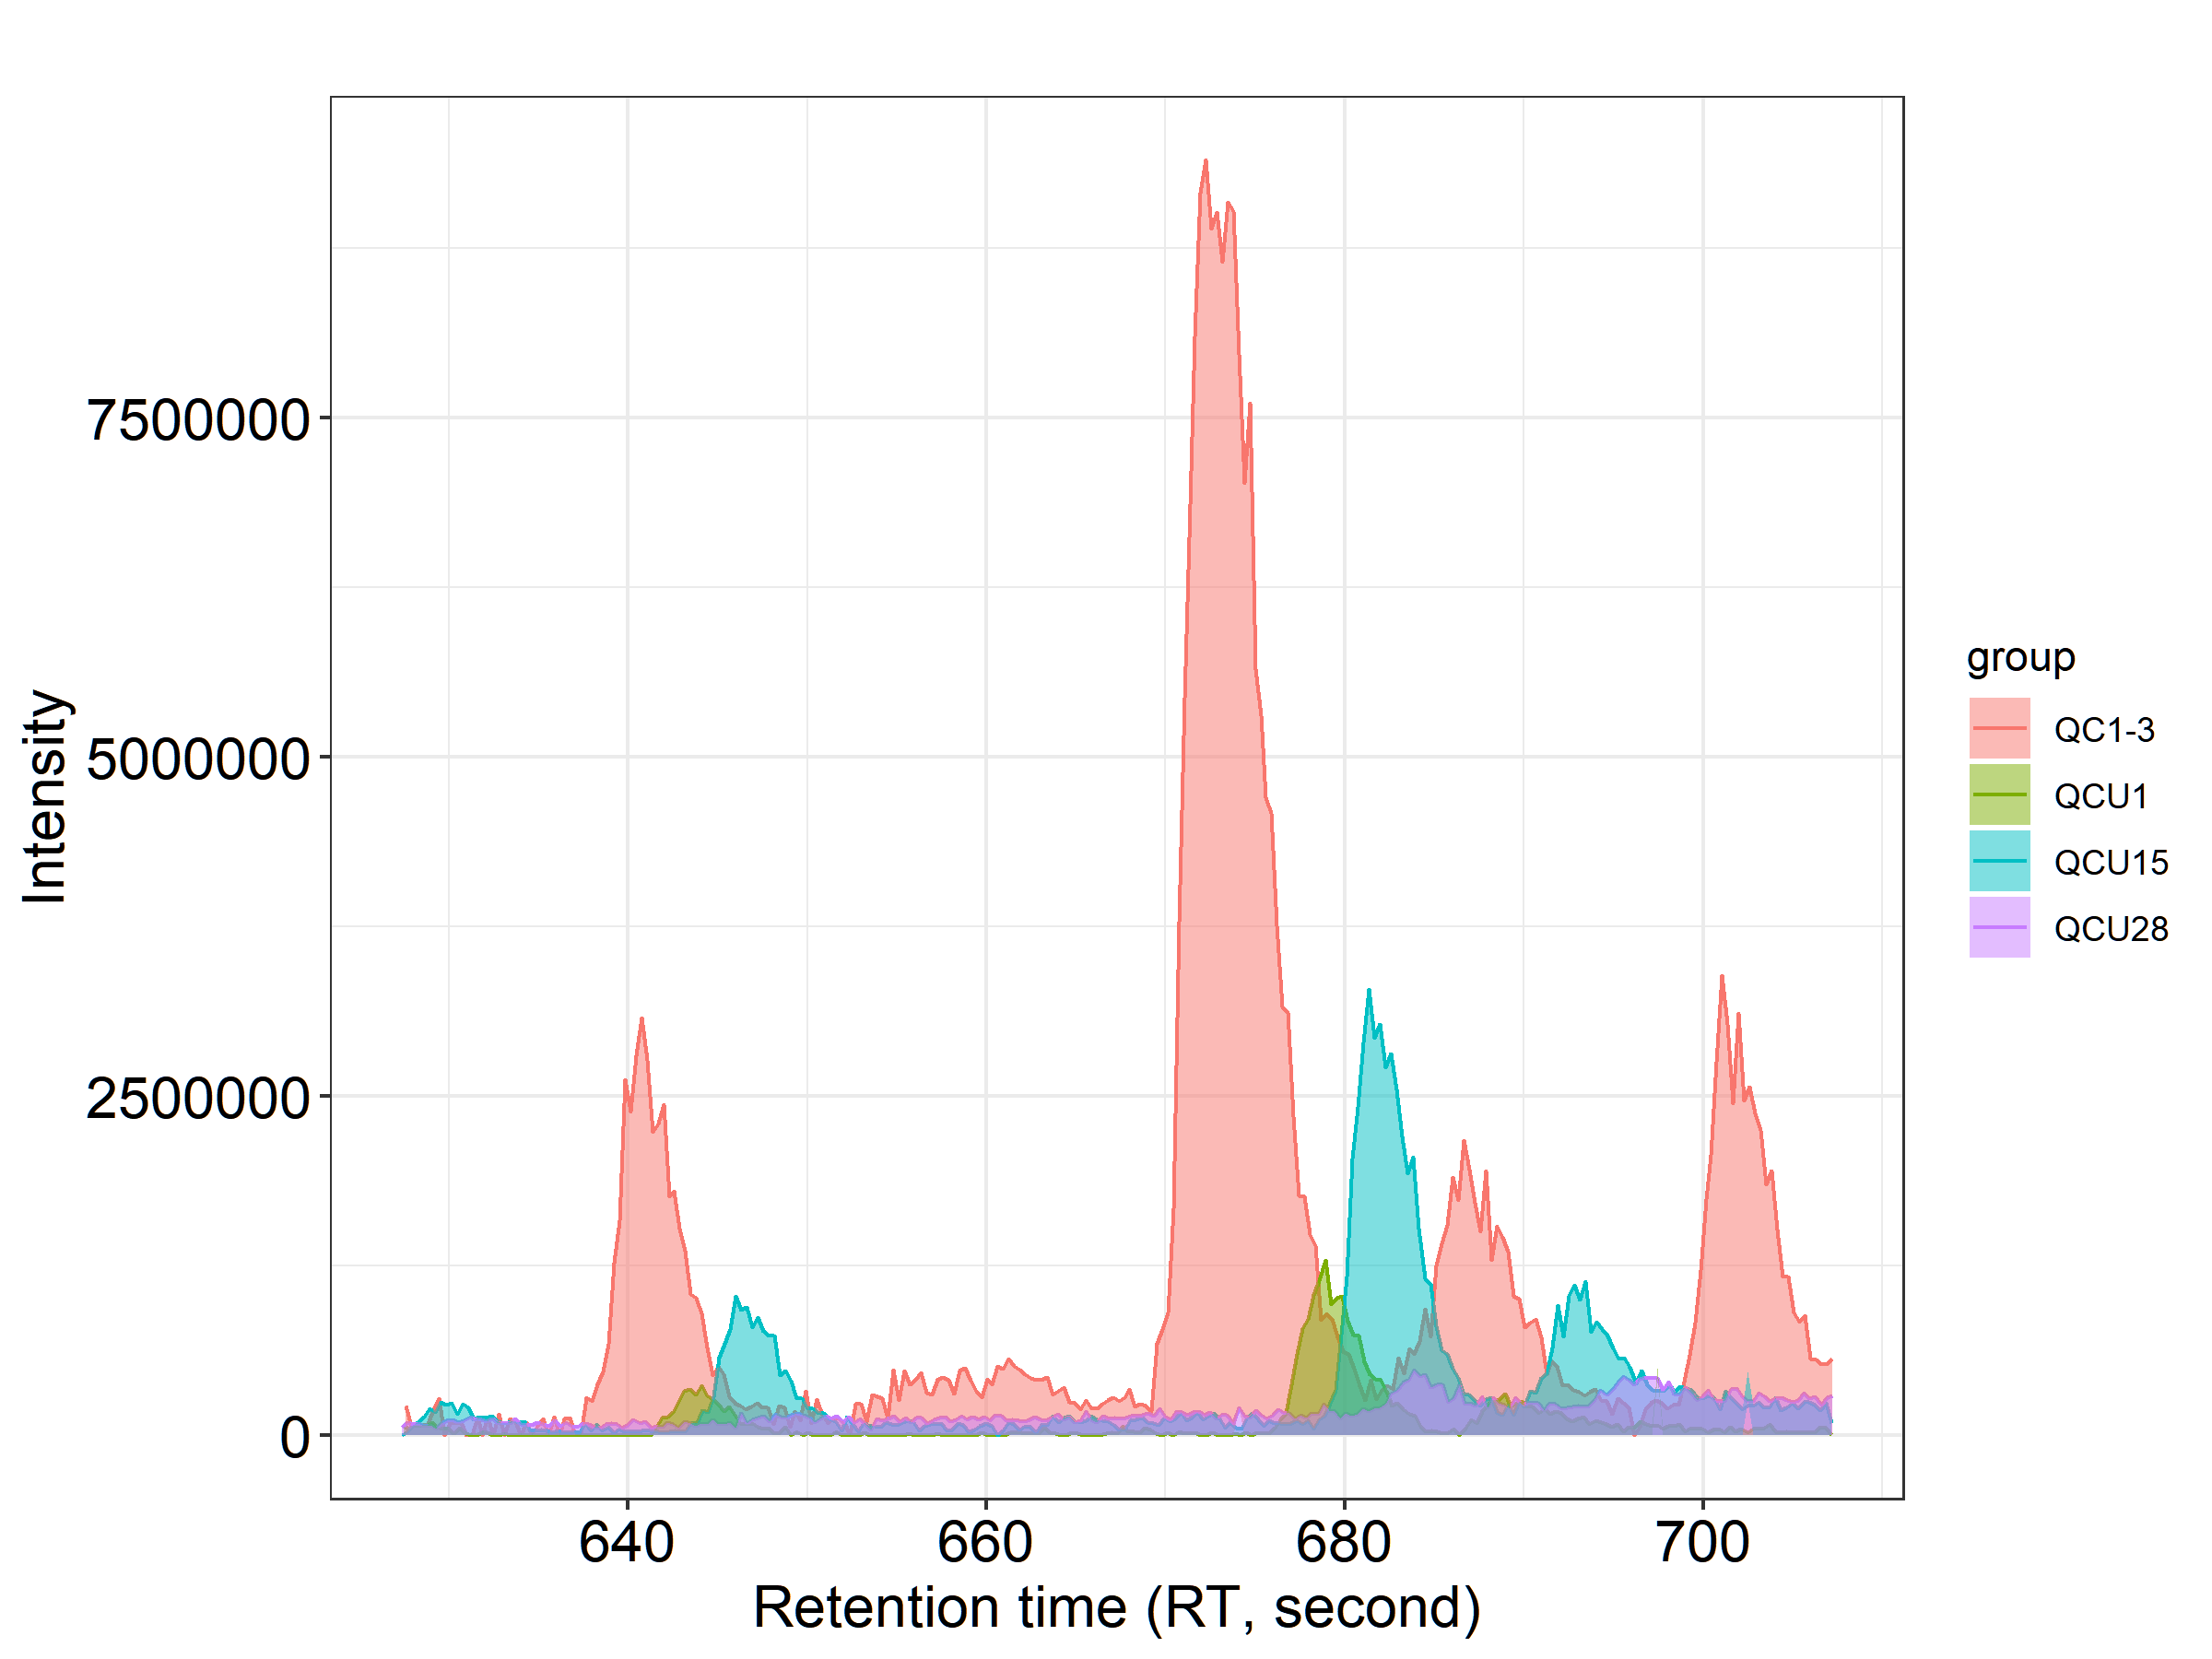 Intensity
7500000
5000000
2500000
0
640 660 680 700
Retention time (RT, second)
group
QC1-3
QCU1
QCU15
QCU28